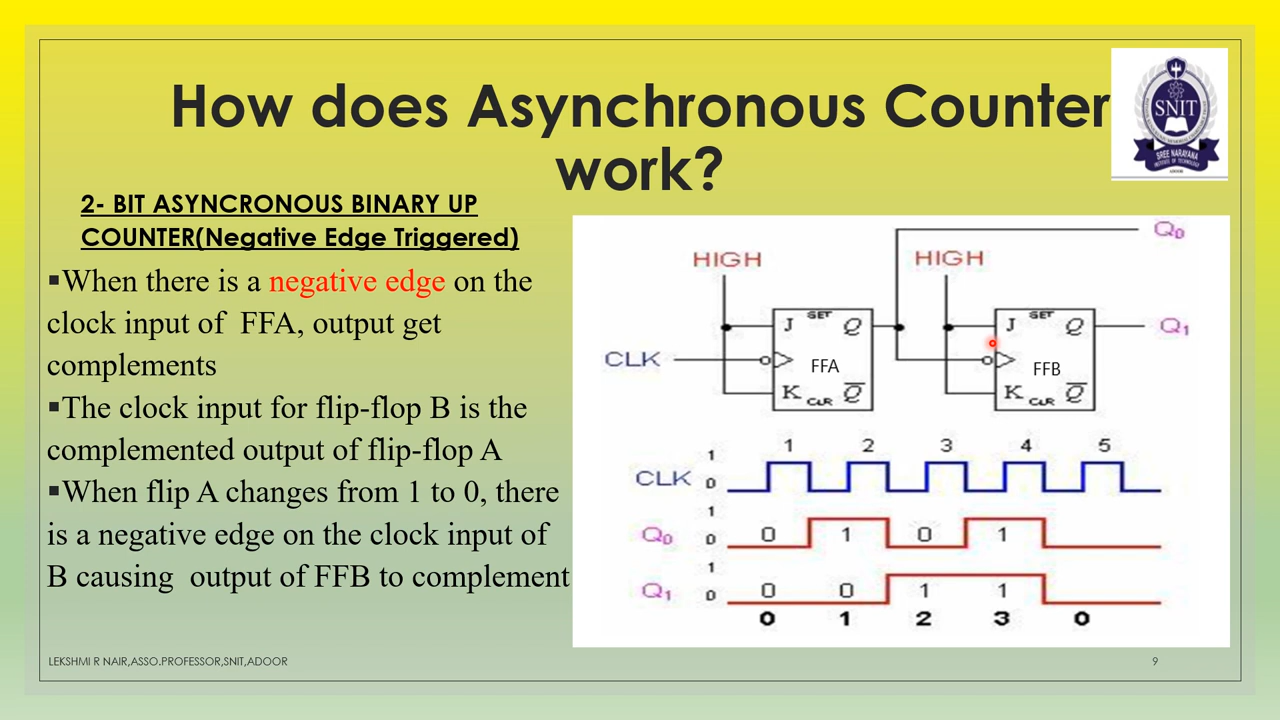 How does Asynchronous Counter
work?
SNIT
SREE NARAYANA
INSTITUTE OF TECHNOLOGY
ADOOR
2- BIT ASYNCRONOUS BINARY UP
COUNTER(Negative Edge Triggered)
▪When there is a negative edge on the
clock input of FFA, output get
complements
▪The clock input for flip-flop B is the
complemented output of flip-flop A
▪When flip A changes from 1 to 0, there
is a negative edge on the clock input of
B causing output of FFB to complement
Q0
HIGH HIGH
J SET Q J SET Q Q1
CLK FFA FFB
K CLR Q̅ K CLR Q̅
1 2 3 4 5
CLK 1 0
Q0 1 0 0 1 0 1
Q1 1 0 0 0 1 1
0 1 2 3 0
LEKSHMI R NAIR,ASSO.PROFESSOR,SNIT,ADOOR 9